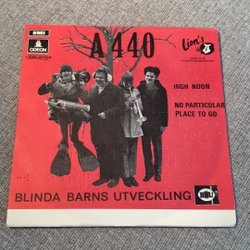 EMI
ODEON
A 440
Lion's
HIGH NOON
NO PARTICULAR
PLACE TO GO
BLINDA BARNS UTVECKLING